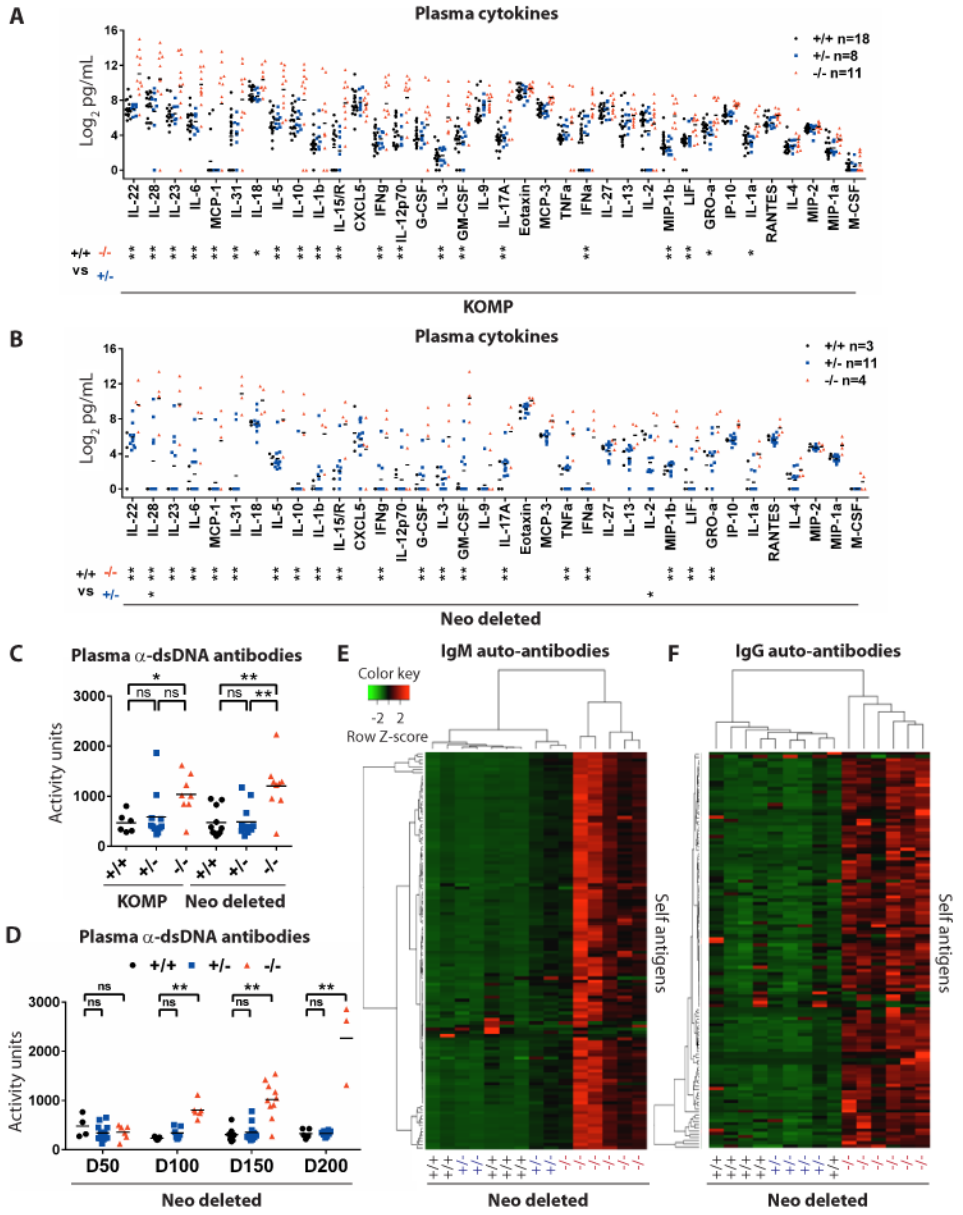 A
Plasma cytokines
+/+ n=18
+/- n=8
-/- n=11
Log2 pg/mL
12
8
4
0
IL-22
IL-28
IL-23
IL-6
MCP-1
IL-31
IL-18
IL-5
IL-10
IL-1b
IL-15/R
CXCL5
IFNg
IL-12p70
G-CSF
IL-3
GM-CSF
IL-9
IL-17A
Eotaxin
MCP-3
TNFa
IFNa
IL-27
IL-13
IL-2
MIP-1b
LIF
GRO-a
IP-10
IL-1a
RANTES
IL-4
MIP-2
MIP-1a
M-CSF
+/+ -/- ** ** ** ** ** ** * ** ** ** ** ** ** ** ** ** ** ** ** * *
vs +/-
KOMP
B
Plasma cytokines
+/+ n=3
+/- n=11
-/- n=4
Log2 pg/mL
16
12
8
4
0
IL-22
IL-28
IL-23
IL-6
MCP-1
IL-31
IL-18
IL-5
IL-10
IL-1b
IL-15/R
CXCL5
IFNg
IL-12p70
G-CSF
IL-3
GM-CSF
IL-9
IL-17A
Eotaxin
MCP-3
TNFa
IFNa
IL-27
IL-13
IL-2
MIP-1b
LIF
GRO-a
IP-10
IL-1a
RANTES
IL-4
MIP-2
MIP-1a
M-CSF
+/+ -/- ** ** ** ** ** ** ** ** ** ** ** ** ** ** ** ** ** ** ** **
vs +/- * *
Neo deleted
C
Plasma α-dsDNA antibodies
* **
ns ns ns **
Activity units
3000
2000
1000
0
+/+ +/- -/- +/+ +/- -/-
KOMP Neo deleted
D
Plasma α-dsDNA antibodies
+/+ +/- -/-
ns ** ** **
ns ns ns ns
Activity units
3000
2000
1000
0
D50 D100 D150 D200
Neo deleted
E
IgM auto-antibodies
Color key
-2 2
Row Z-score
Self antigens
+/+ +/+ +/- +/- +/+ +/+ +/+ +/- +/- -/- -/- -/- -/- -/- -/-
Neo deleted
F
IgG auto-antibodies
Self antigens
+/+ +/+ +/+ +/+ +/- +/- +/- +/- +/+ -/- -/- -/- -/- -/- -/-
Neo deleted